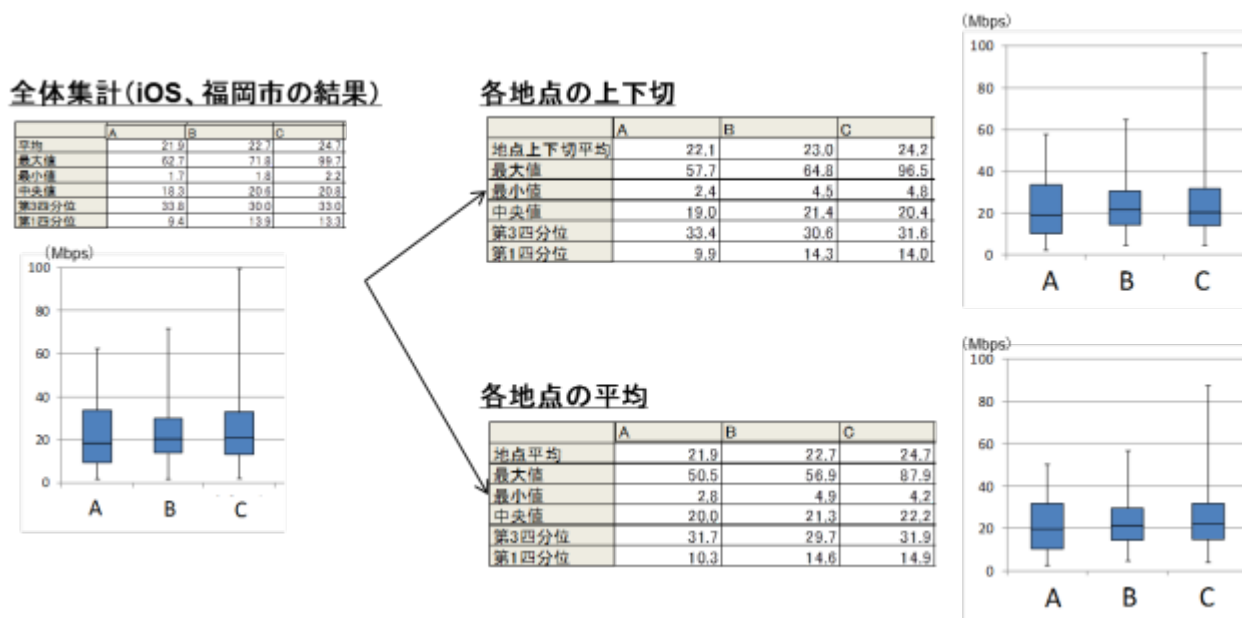 全体集計(iOS、福岡市の結果)
A B C
平均 21.9 22.7 24.7
最大値 62.7 71.8 99.7
最小値 1.7 1.8 2.2
中央値 18.3 20.6 20.8
第3四分位 33.8 30.0 33.0
第1四分位 9.4 13.9 13.3
(Mbps)
100
80
60
40
20
0
A B C
各地点の上下切
A B C
地点上下切平均 22.1 23.0 24.2
最大値 57.7 64.8 96.5
最小値 2.4 4.5 4.8
中央値 19.0 21.4 20.4
第3四分位 33.4 30.6 31.6
第1四分位 9.9 14.3 14.0
(Mbps)
100
80
60
40
20
0
A B C
各地点の平均
A B C
地点平均 21.9 22.7 24.7
最大値 50.5 56.9 87.9
最小値 2.8 4.9 4.2
中央値 20.0 21.3 22.2
第3四分位 31.7 29.7 31.9
第1四分位 10.3 14.6 14.9
(Mbps)
100
80
60
40
20
0
A B C